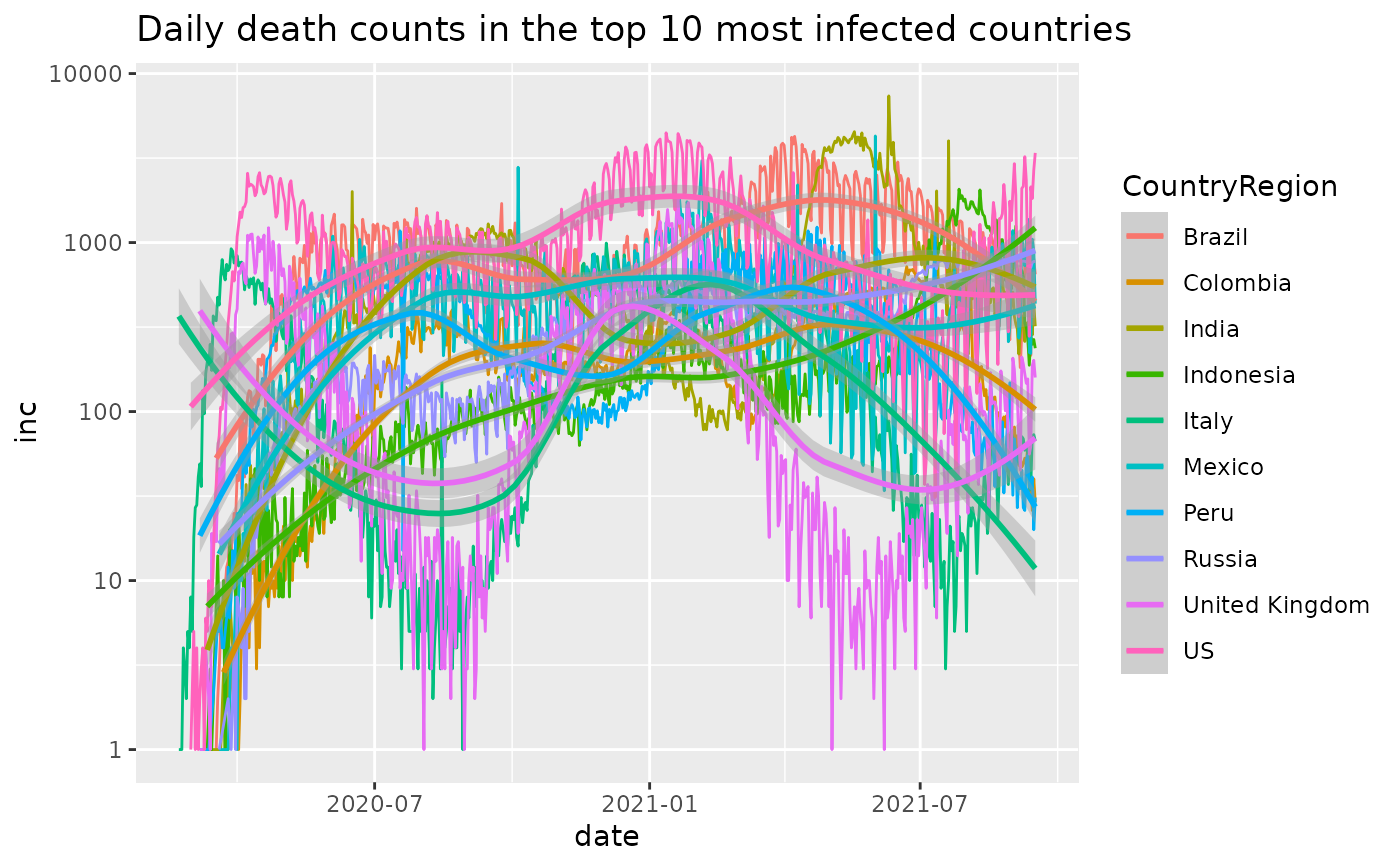 Daily death counts in the top 10 most infected countries
10000
1000
100
10
1
inc
2020-07
2021-01
2021-07
date
CountryRegion
Brazil
Colombia
India
Indonesia
Italy
Mexico
Peru
Russia
United Kingdom
US